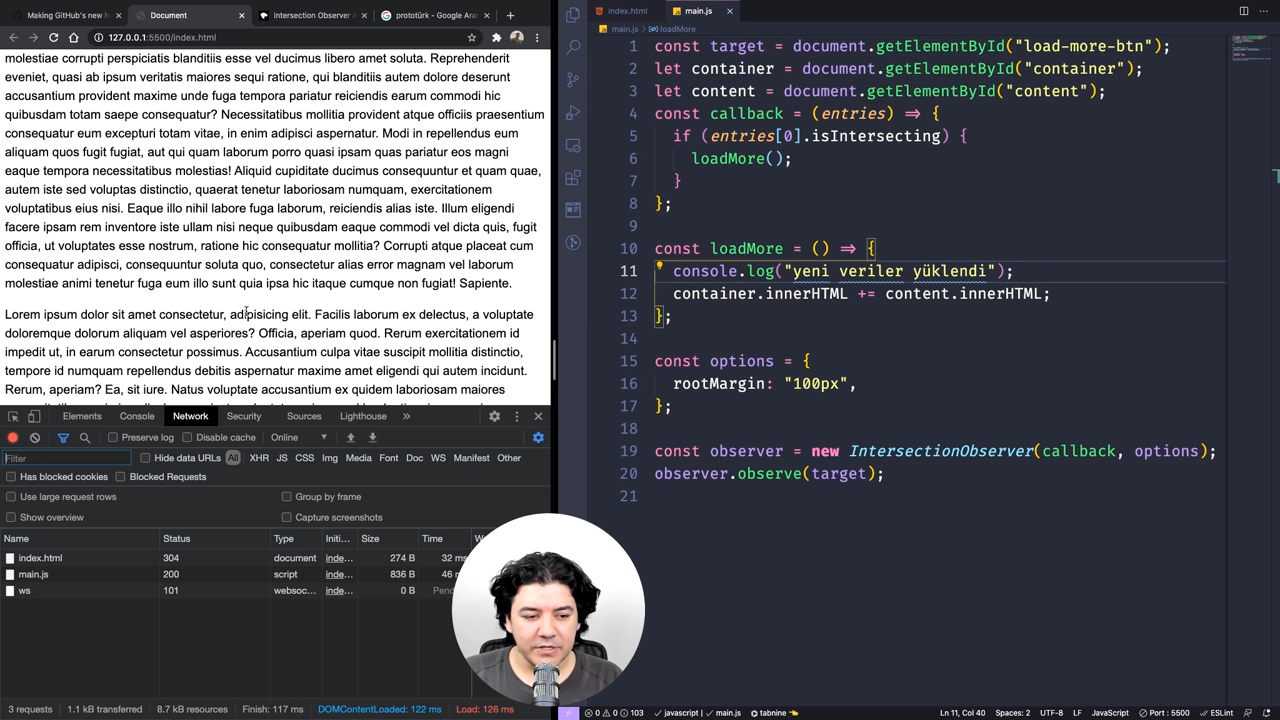 Making GitHub's new h
Document
Intersection Observer
prototürk - Google Ara
127.0.0.1:5500/index.html
molestiae corrupti perspiciatis blanditiis esse vel ducimus libero amet soluta. Reprehenderit
eveniet, quasi ab ipsum veritatis maiores sequi ratione, qui blanditiis autem dolore deserunt
accusantium provident maxime unde fuga tempora pariatur reiciendis earum commodi hic
quibusdam totam saepe consequatur? Necessitatibus mollitia provident atque officiis praesentium
consequatur eum excepturi totam vitae, in enim adipisci aspernatur. Modi in repellendus eum
aliquam quos fugit fugiat, aut qui quam laborum porro quasi ipsum quas pariatur eos magni
eaque tempora necessitatibus molestias! Aliquid cupiditate ducimus consequuntur et quam quae,
autem iste sed voluptas distinctio, quaerat tenetur laboriosam numquam, exercitationem
voluptatibus eius nisi. Eaque illo nihil labore fuga laborum, reiciendis alias iste. Illum eligendi
facere ipsam rem inventore iste ullam nisi neque quibusdam eaque commodi dicta quis, fugit
officia, ut voluptates esse nostrum, ratione hic consequatur mollitia? Corrupti atque placeat cum
consequatur adipisci, consequuntur soluta quo, consectetur alias error magnam vel laborum
molestiae animi tenetur fuga eum illo sunt quia ipsa hic itaque cumque non fugiat! Sapiente.
Lorem ipsum dolor sit amet consectetur, adipisicing elit. Facilis laborum ex delectus, a voluptate
doloremque dolorum aliquam vel asperiores? Officia, aperiam quod. Rerum exercitationem id
impedit ut, in earum consectetur possimus. Accusantium culpa vitae suscipit mollitia distinctio,
tempore id numquam repellendus debitis aspernatur maxime amet eligendi qui autem incidunt.
Rerum, aperiam? Ea, sit iure. Natus voluptate accusantium ex quidem laboriosam maiores
Elements Console Network Security Sources Lighthouse »
Preserve log Disable cache Online
Filter Hide data URLs All XHR JS CSS Img Media Font Doc WS Manifest Other
Has blocked cookies Blocked Requests
Use large request rows Group by frame
Show overview Capture screenshots
Name Status Type Initi... Size Time
index.html 304 document inde... 274 B 32 ms
main.js 200 script inde... 836 B 46
ws 101 websoc... inde... 0 B
3 requests 1.1 kB transferred 8.7 kB resources Finish: 117 ms DOMContentLoaded: 122 ms Load: 126 ms
index.html main.js
main.js > loadMore
1 const target = document.getElementById("load-more-btn");
2 let container = document.getElementById("container");
3 let content = document.getElementById("content");
4 const callback = (entries) => {
5 if (entries[0].isIntersecting) {
6 loadMore();
7 }
8 };
9
10 const loadMore = () => {
11 console.log("yeni veriler yüklendi");
12 container.innerHTML += content.innerHTML;
13 };
14
15 const options = {
16 rootMargin: "100px",
17 };
18
19 const observer = new IntersectionObserver(callback, options);
20 observer.observe(target);
21
0 0 103 javascript | main.js tabnine Ln 11, Col 40 Spaces: 2 UTF-8 LF JavaScript Port : 5500 ESLint